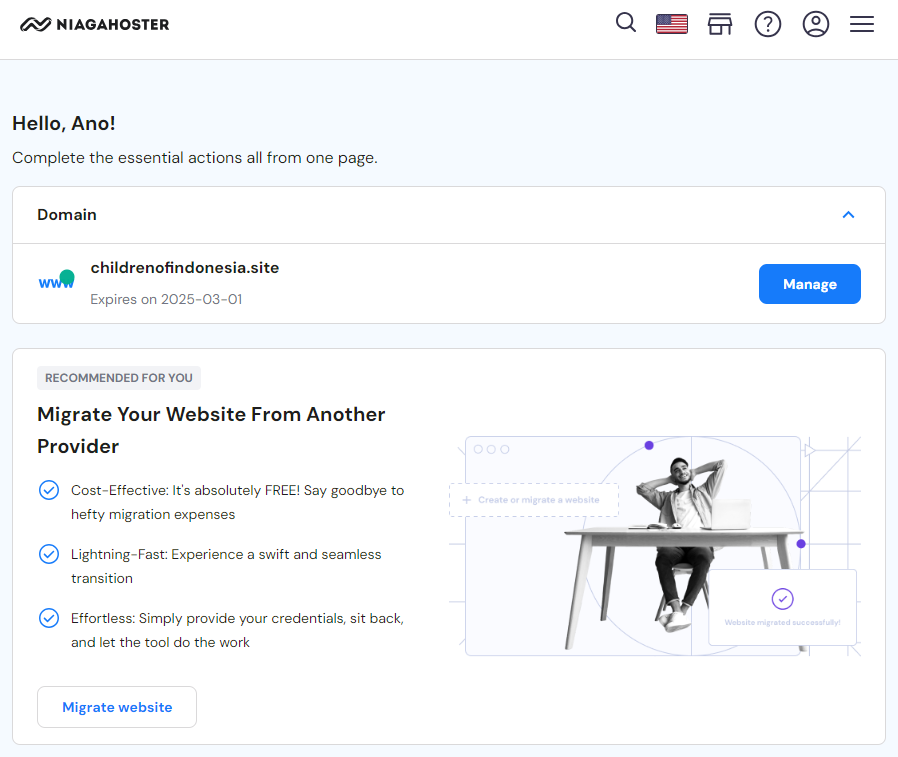 NIAGAHOSTER
Hello, Ano!
Complete the essential actions all from one page.
Domain
www
childrenofindonesia.site
Expires on 2025-03-01
Manage
RECOMMENDED FOR YOU
Migrate Your Website From Another
Provider
Cost-Effective: It's absolutely FREE! Say goodbye to
hefty migration expenses
Lightning-Fast: Experience a swift and seamless
transition
Effortless: Simply provide your credentials, sit back,
and let the tool do the work
Migrate website
+ Create or migrate a website
Website migrated successfully!